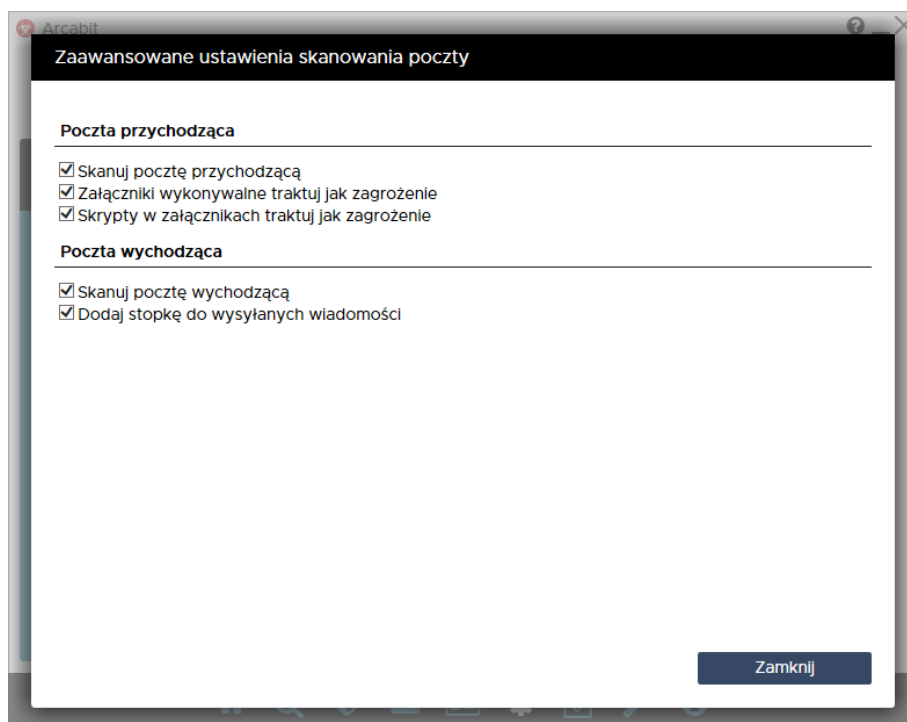 Arcabit
Zaawansowane ustawienia skanowania poczty
Poczta przychodząca
Skanuj pocztę przychodzącą
Załączniki wykonywalne traktuj jak zagrożenie
Skrypty w załącznikach traktuj jak zagrożenie
Poczta wychodząca
Skanuj pocztę wychodzącą
Dodaj stopkę do wysyłanych wiadomości
Zamknij